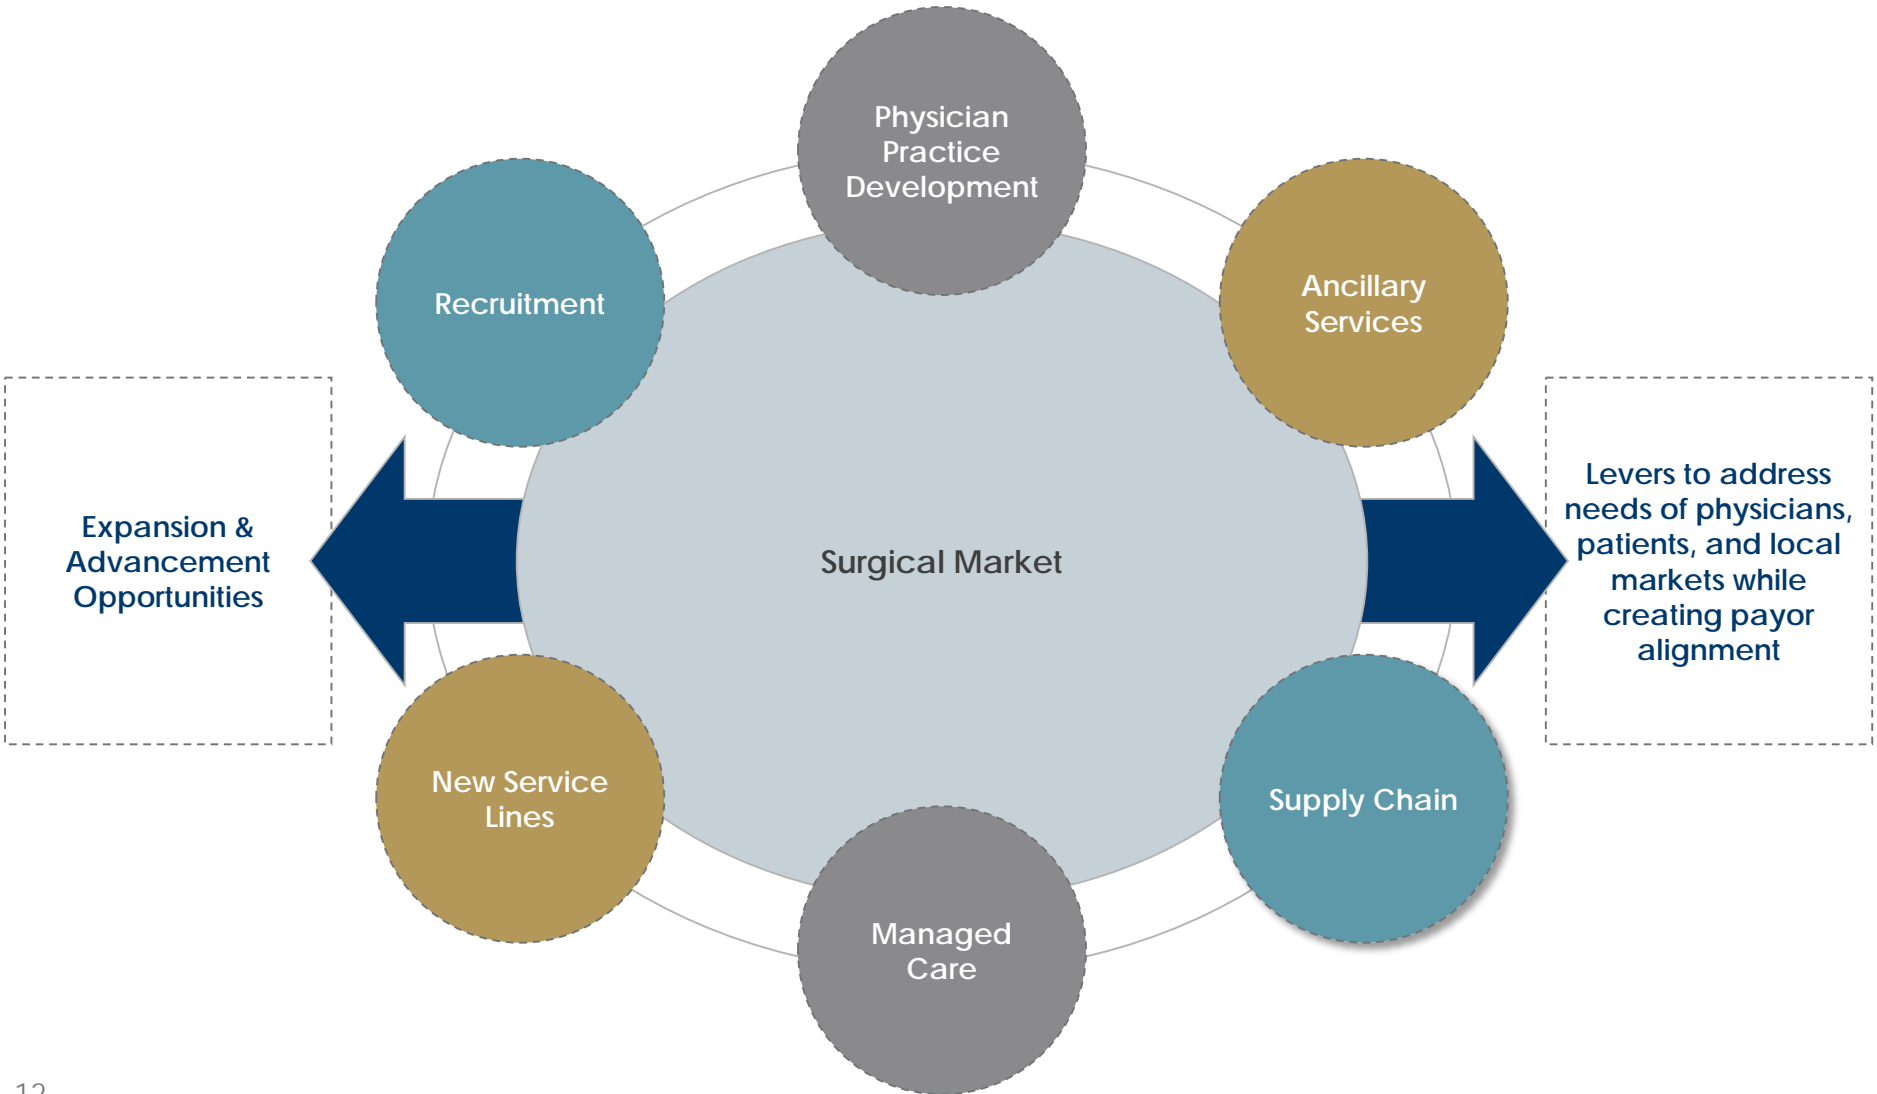 Physician
Practice
Development
Recruitment
Ancillary
Services
Expansion &
Advancement
Opportunities
Surgical Market
Levers to address
needs of physicians,
patients, and local
markets while
creating payor
alignment
New Service
Lines
Supply Chain
Managed
Care
12